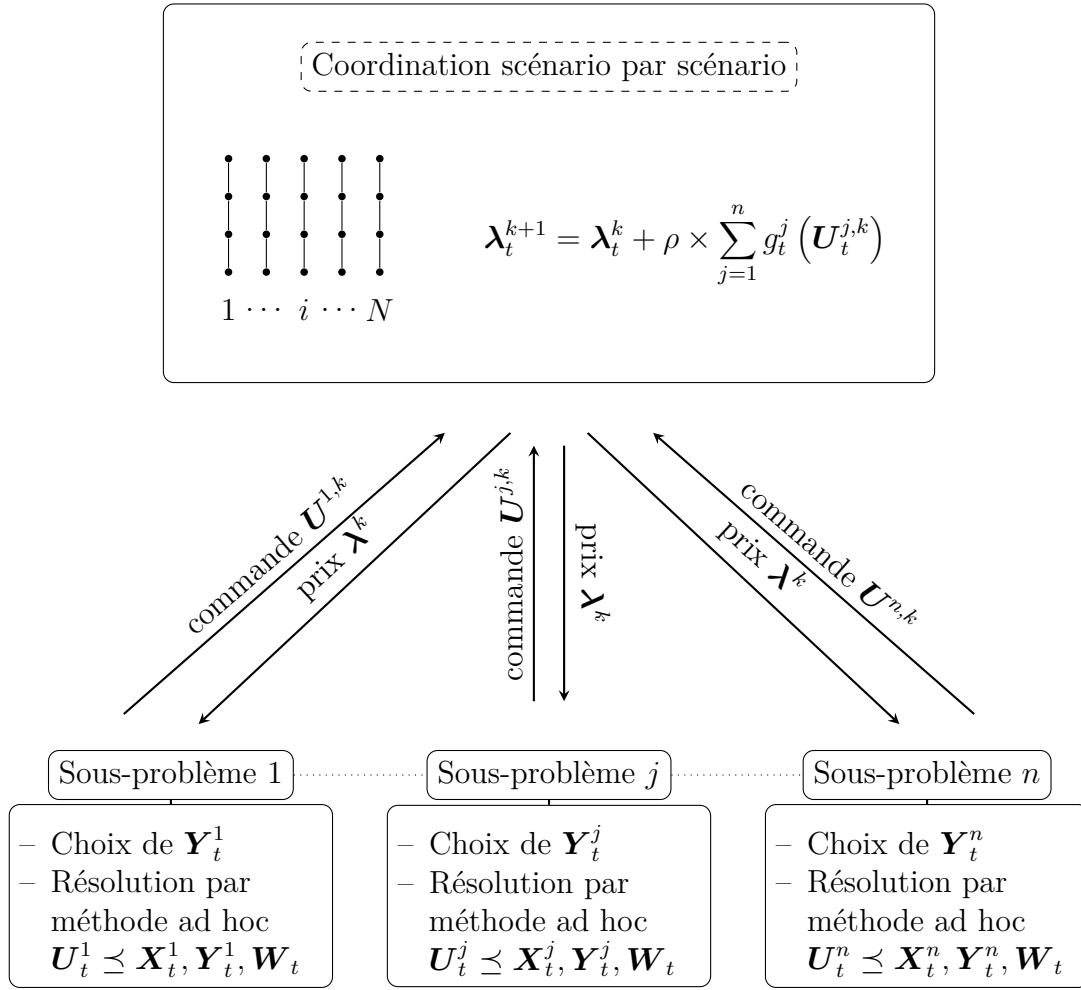 Coordination scénario par scénario
1 ··· i ··· N
λ_t^{k+1} = λ_t^k + ρ × ∑_{j=1}^{n} g_t^j (U_t^{j,k})
commande U^{1,k}
prix λ^k
commande U^{j,k}
prix λ^k
prix λ^k
commande U^{n,k}
Sous-problème 1
– Choix de Y_t^1
– Résolution par
méthode ad hoc
U_t^1 ⪯ X_t^1, Y_t^1, W_t
Sous-problème j
– Choix de Y_t^j
– Résolution par
méthode ad hoc
U_t^j ⪯ X_t^j, Y_t^j, W_t
Sous-problème n
– Choix de Y_t^n
– Résolution par
méthode ad hoc
U_t^n ⪯ X_t^n, Y_t^n, W_t